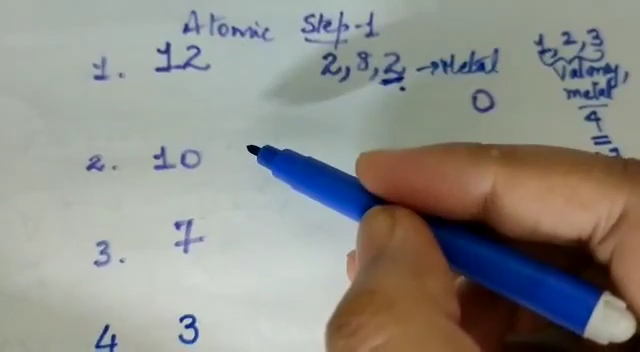 Atomic Step-1
1. 12 2,8,2 → Metal
0
2. 10
3. 7
4 3
1,2,3
Valency,
metal
4
=